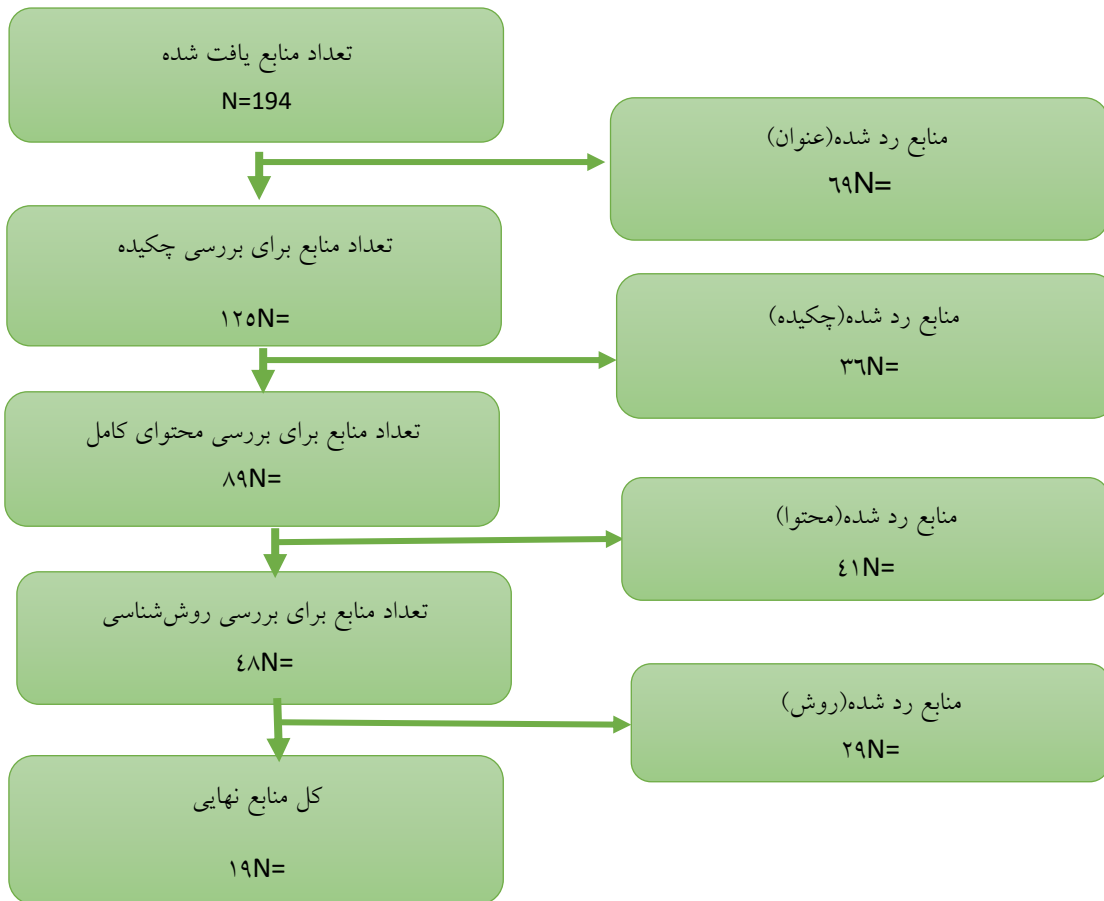 تعداد منابع یافت شده
N=194
منابع رد شده(عنوان)
٦٩N=
تعداد منابع برای بررسی چکیده
١٢٥N=
منابع رد شده(چکیده)
٣٦N=
تعداد منابع برای بررسی محتوای کامل
٨٩N=
منابع رد شده(محتوا)
٤١N=
تعداد منابع برای بررسی روش‌شناسی
٤٨N=
منابع رد شده(روش)
٢٩N=
کل منابع نهایی
١٩N=